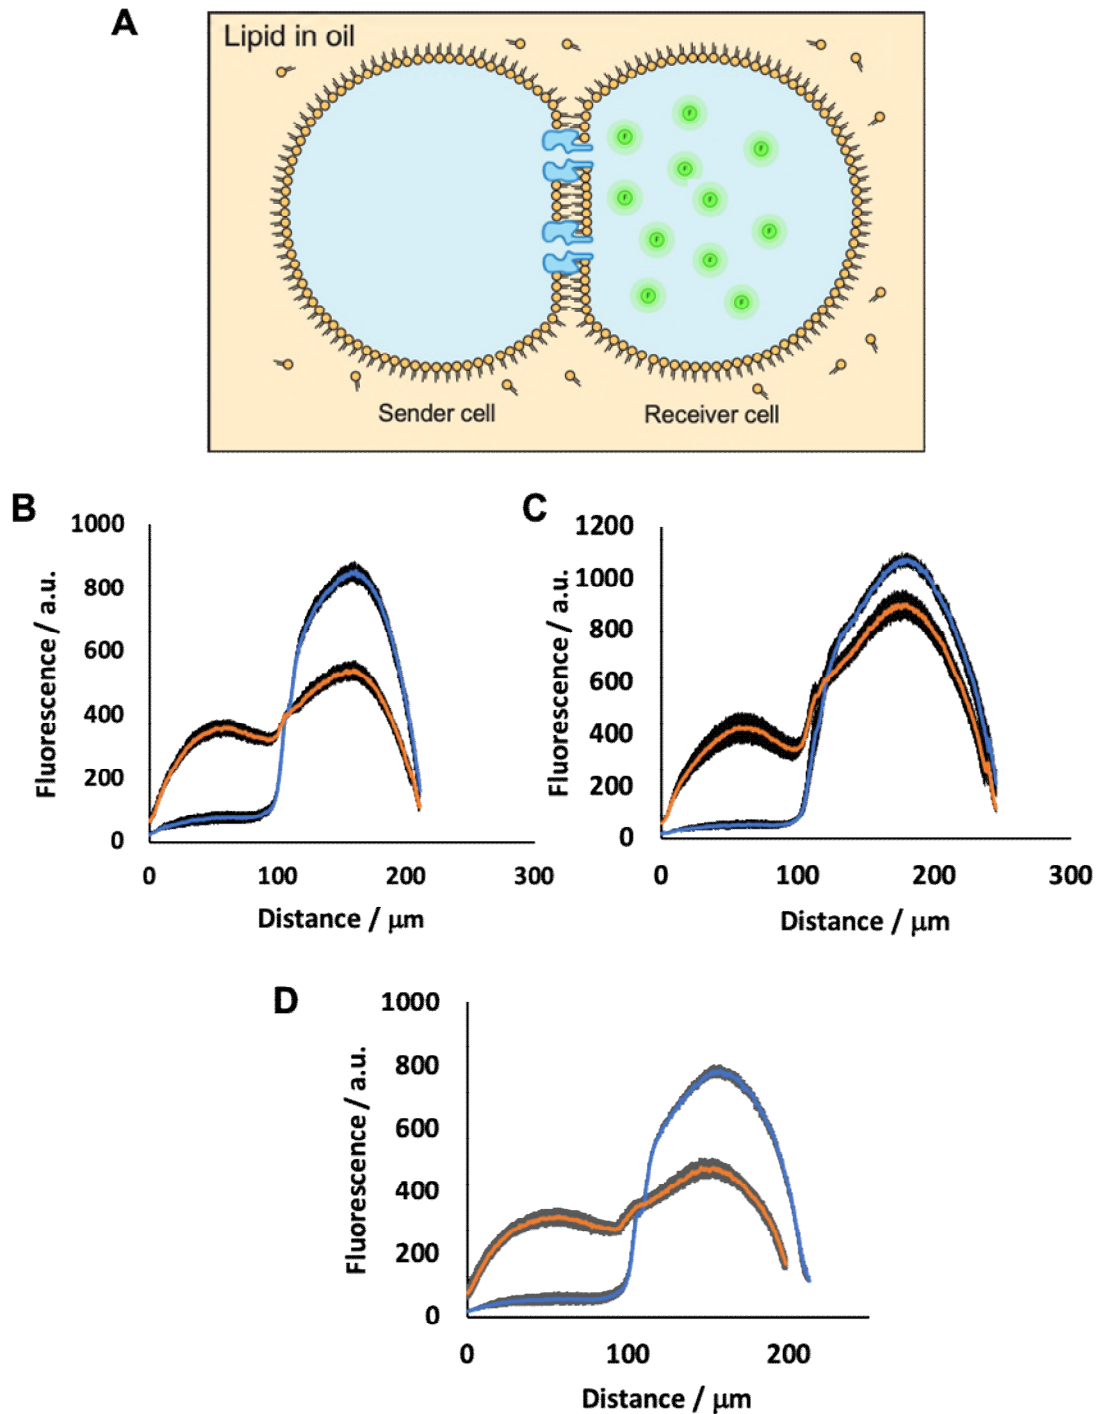 A
Lipid in oil
F F F F F F F F F F F
Sender cell
Receiver cell
B
1000
800
600
400
200
0
Fluorescence / a.u.
0 100 200 300
Distance / μm
C
1200
1000
800
600
400
200
0
Fluorescence / a.u.
0 100 200 300
Distance / μm
D
1000
800
600
400
200
0
Fluorescence / a.u.
0 100 200
Distance / μm